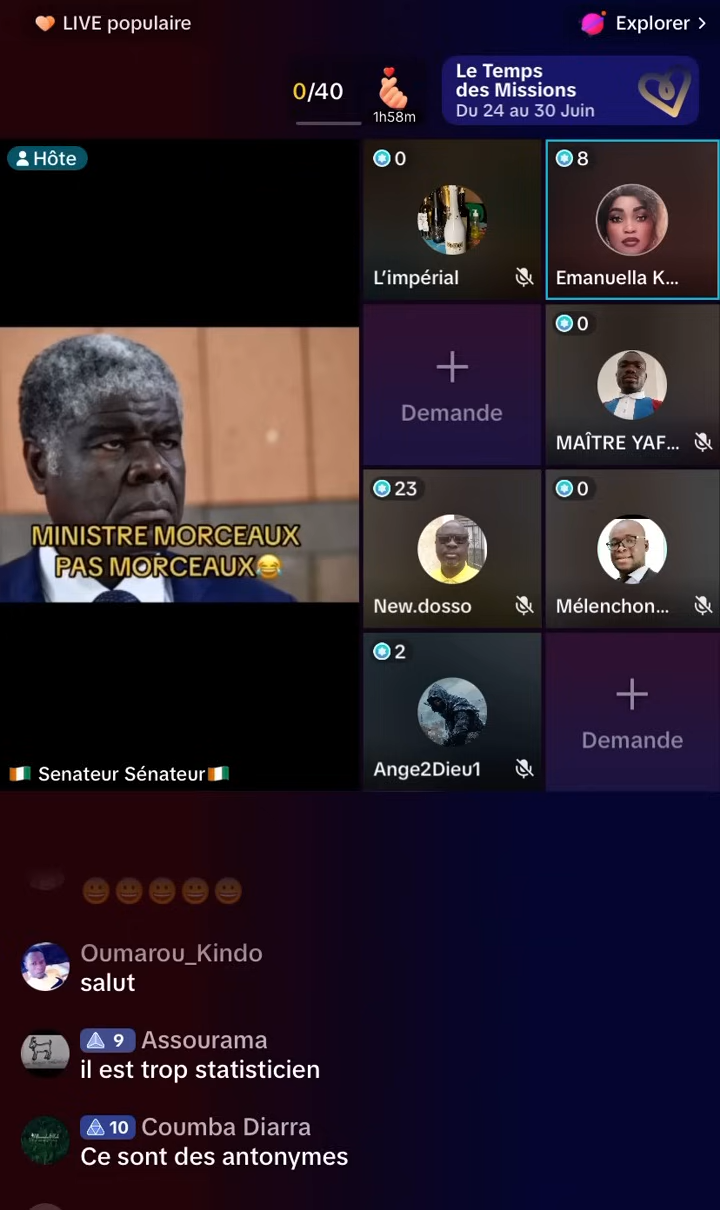 LIVE populaire
Explorer >
0/40
1h58m
Le Temps
des Missions
Du 24 au 30 Juin
Hôte
0
L'impérial
8
Emanuella K...
Demande
0
MAÎTRE YAF...
MINISTRE MORCEAUX
PAS MORCEAUX😂
23
New.dosso
0
Mélenchon...
2
Ange2Dieu1
Demande
🇨🇮 Senateur Sénateur🇨🇮
😀😀😀😀😀
Oumarou_Kindo
salut
9 Assourama
il est trop statisticien
10 Coumba Diarra
Ce sont des antonymes